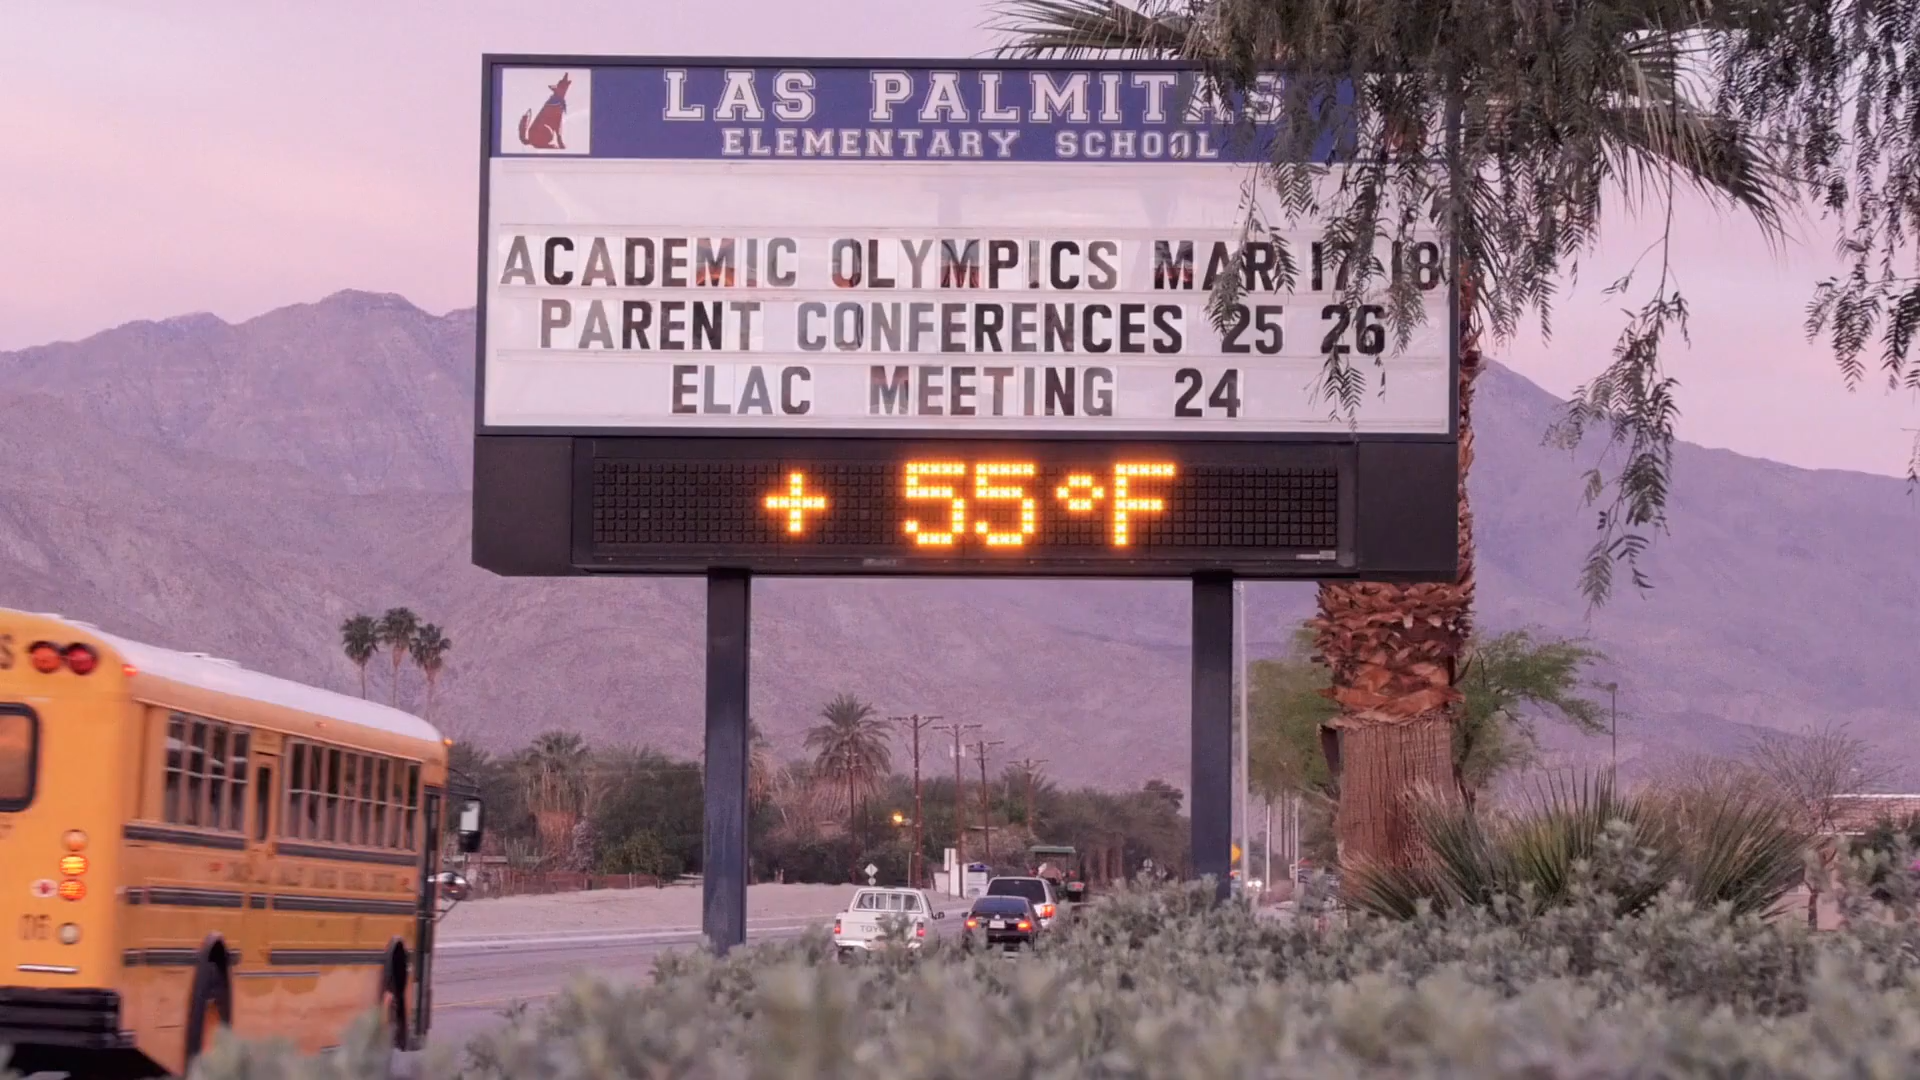 LAS PALMITAS
ELEMENTARY SCHOOL
ACADEMIC OLYMPICS MAR 17 18
PARENT CONFERENCES 25 26
ELAC MEETING 24
+ 55°F